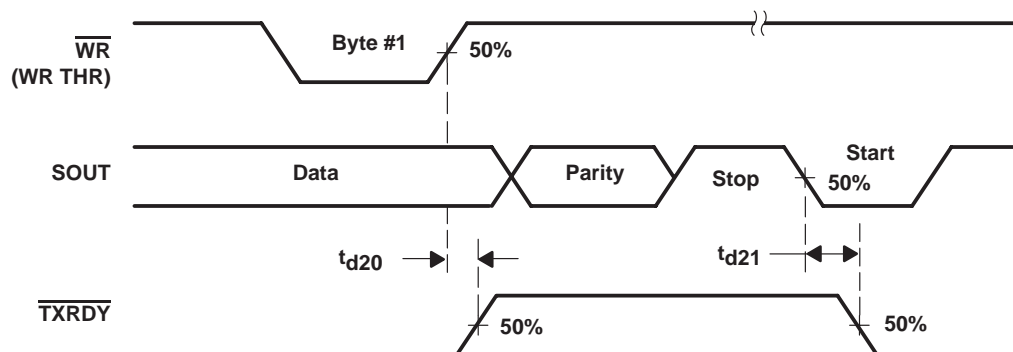 WR
(WR THR)
Byte #1
50%
SOUT
Data
Parity
Stop
Start
50%
td20
td21
TXRDY
50%
50%